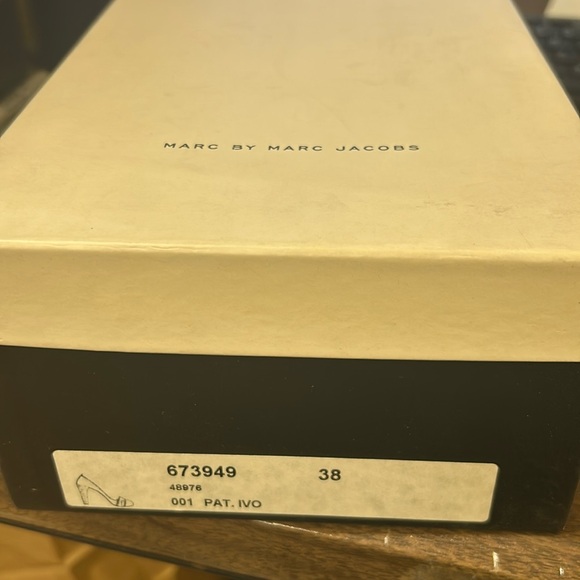 MARC BY MARC JACOBS
673949 38
48976
001 PAT. IVO